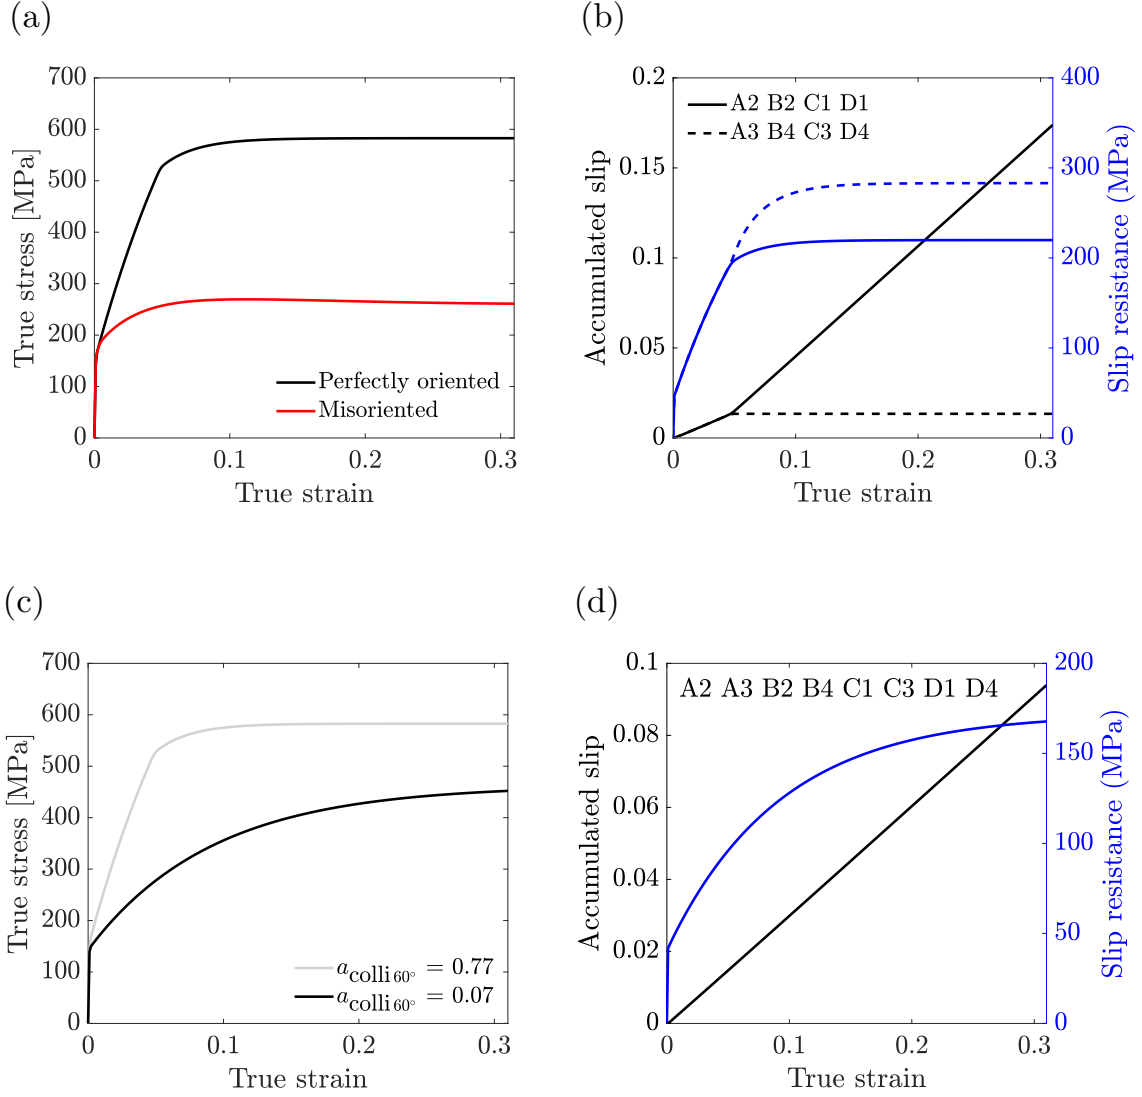 (a)
700
600
500
400
300
200
100
0
True stress [MPa]
Perfectly oriented
Misoriented
0 0.1 0.2 0.3
True strain
(b)
0.2
0.15
0.1
0.05
0
Accumulated slip
A2 B2 C1 D1
A3 B4 C3 D4
400
300
200
100
0
Slip resistance (MPa)
0 0.1 0.2 0.3
True strain
(c)
700
600
500
400
300
200
100
0
True stress [MPa]
a colli 60° = 0.77
a colli 60° = 0.07
0 0.1 0.2 0.3
True strain
(d)
0.1
0.08
0.06
0.04
0.02
0
Accumulated slip
A2 A3 B2 B4 C1 C3 D1 D4
200
150
100
50
0
Slip resistance (MPa)
0 0.1 0.2 0.3
True strain